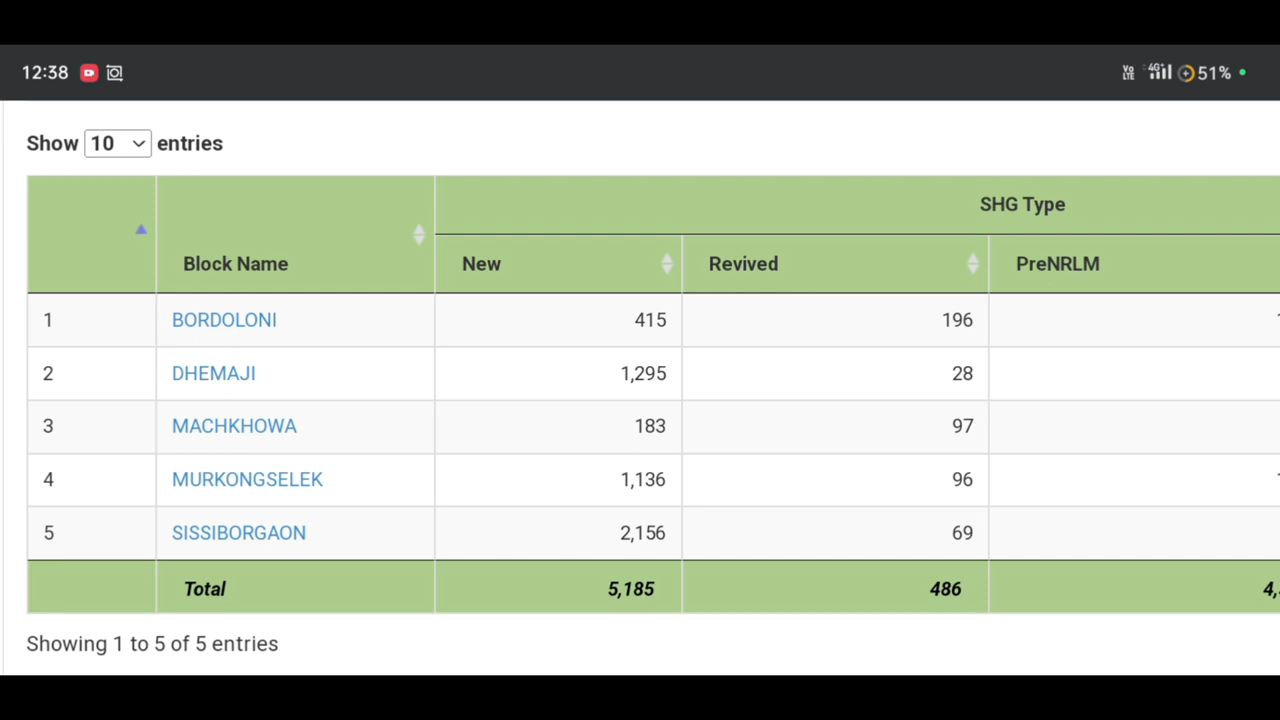 12:38 VoLTE 4G+ 51%
Show 10 entries
SHG Type
Block Name New Revived PreNRLM
1 BORDOLONI 415 196
2 DHEMAJI 1,295 28
3 MACHKHOWA 183 97
4 MURKONGSELEK 1,136 96
5 SISSIBORGAON 2,156 69
Total 5,185 486
Showing 1 to 5 of 5 entries